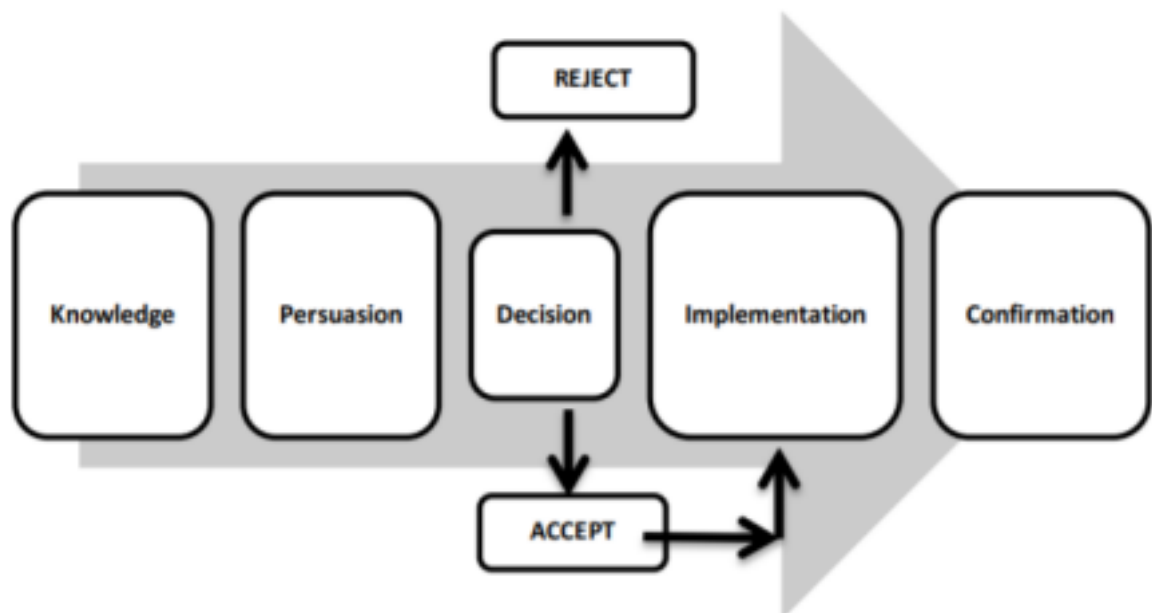 REJECT
Knowledge
Persuasion
Decision
Implementation
Confirmation
ACCEPT